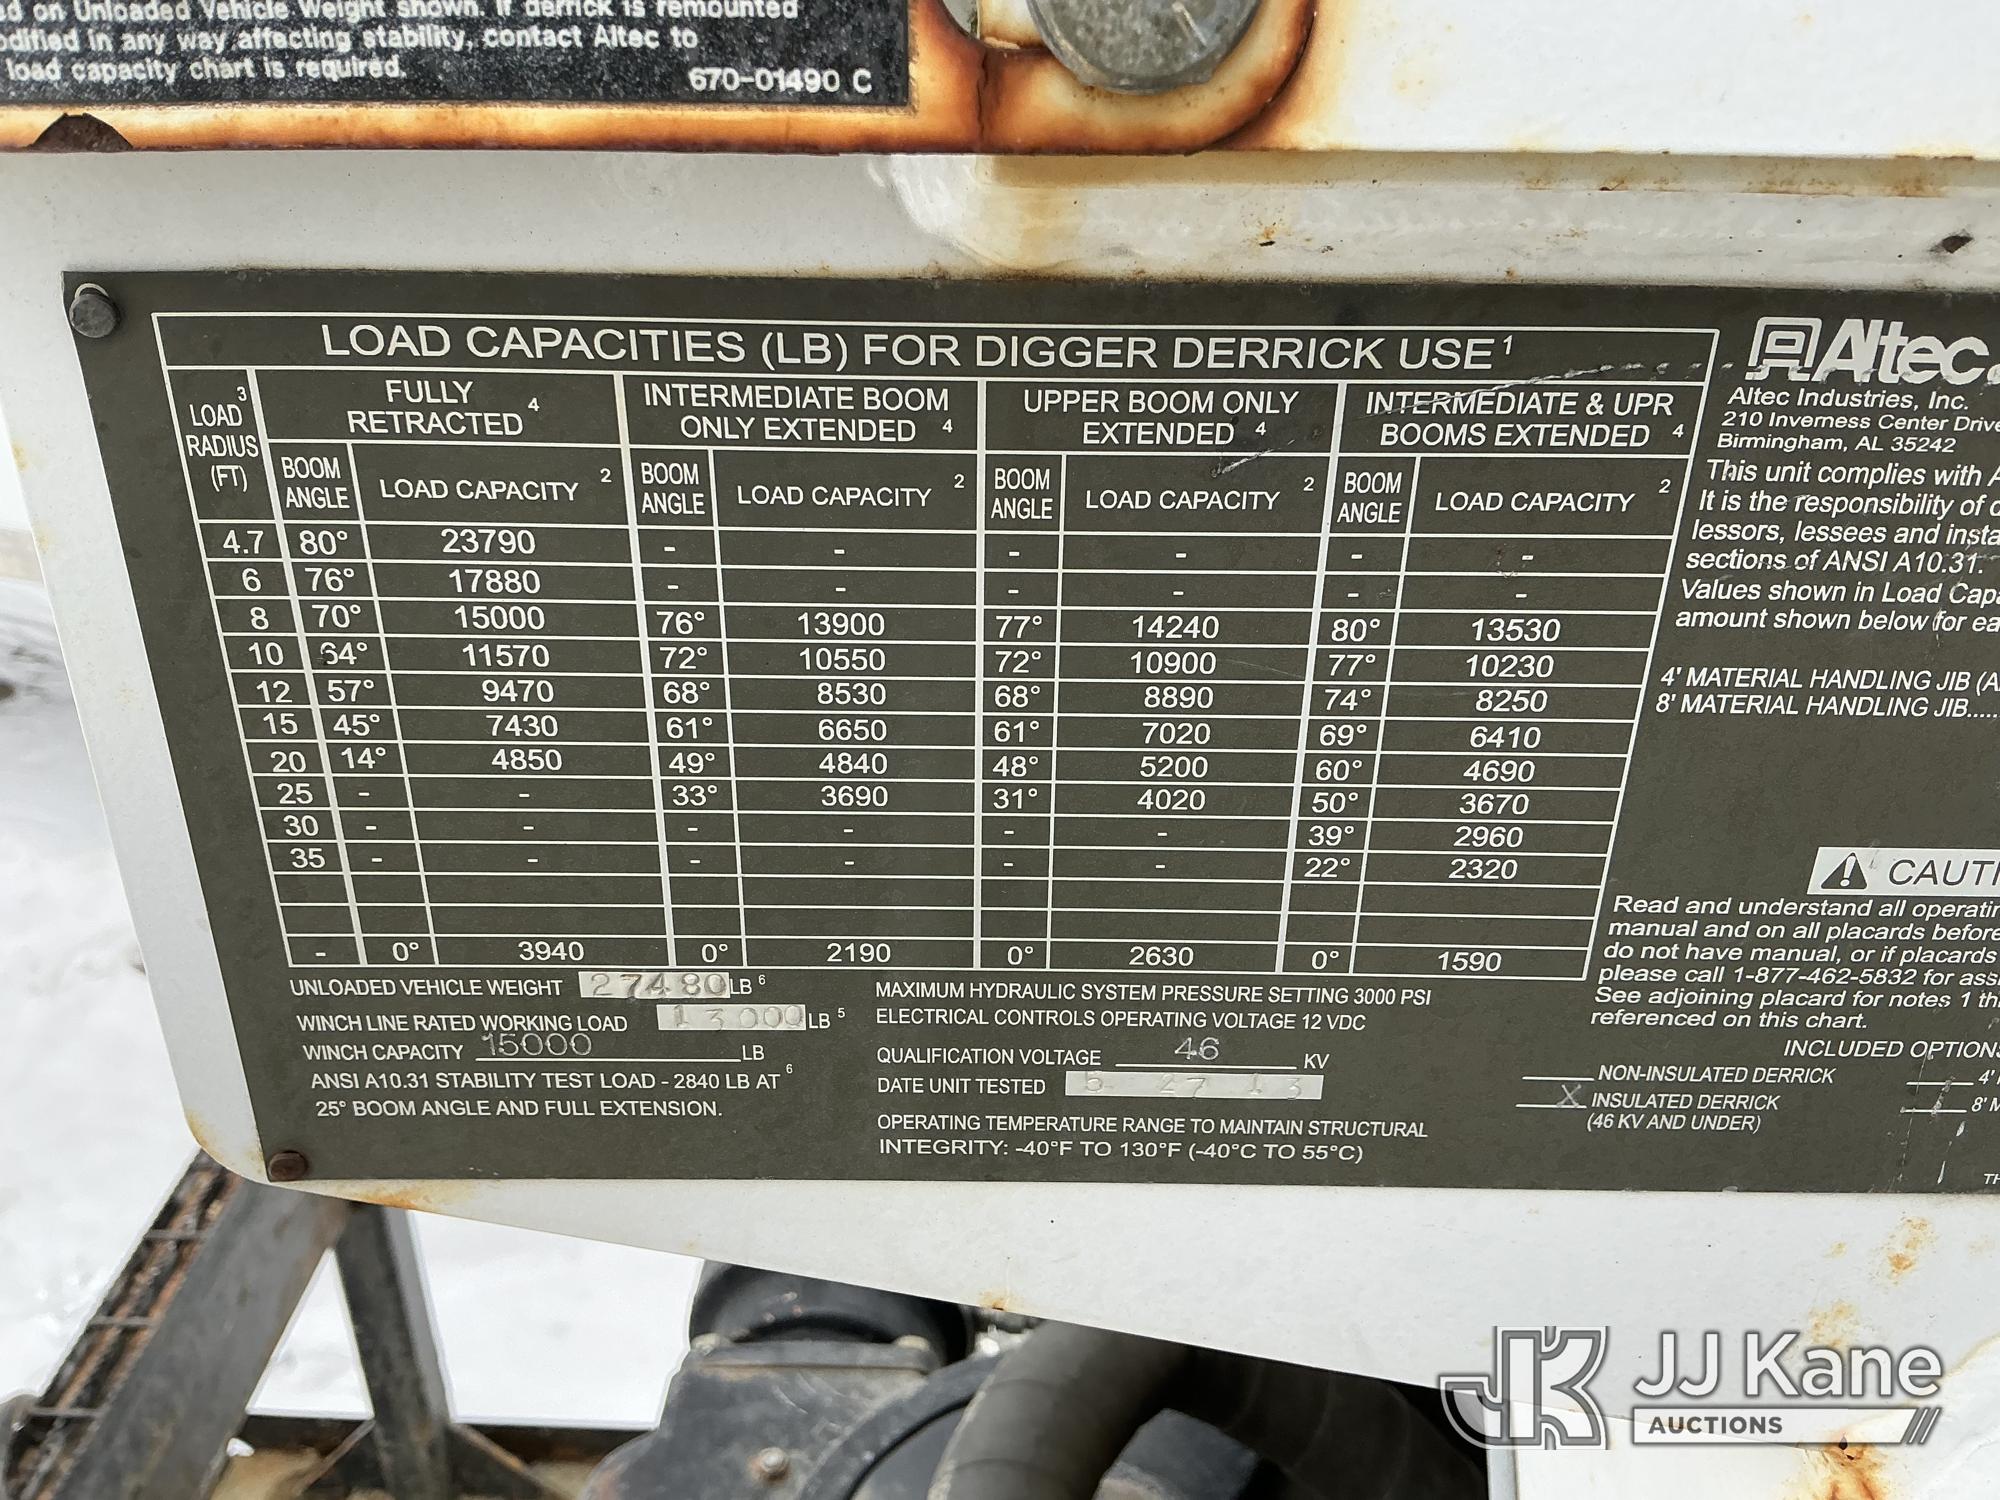 d on Unloaded Vehicle Weight shown. If derrick is remounted
odified in any way affecting stability, contact Altec to
load capacity chart is required.
670-01490 C
LOAD CAPACITIES (LB) FOR DIGGER DERRICK USE 1
LOAD 3 RADIUS (FT) FULLY RETRACTED 4 INTERMEDIATE BOOM ONLY EXTENDED 4 UPPER BOOM ONLY EXTENDED 4 INTERMEDIATE & UPR BOOMS EXTENDED 4
BOOM ANGLE LOAD CAPACITY 2 BOOM ANGLE LOAD CAPACITY 2 BOOM ANGLE LOAD CAPACITY 2 BOOM ANGLE LOAD CAPACITY 2
4.7 80° 23790 - - - - - -
6 76° 17880 - - - - - -
8 70° 15000 76° 13900 77° 14240 80° 13530
10 64° 11570 72° 10550 72° 10900 77° 10230
12 57° 9470 68° 8530 68° 8890 74° 8250
15 45° 7430 61° 6650 61° 7020 69° 6410
20 14° 4850 49° 4840 48° 5200 60° 4690
25 - - 33° 3690 31° 4020 50° 3670
30 - - - - - - 39° 2960
35 - - - - - - 22° 2320
- 0° 3940 0° 2190 0° 2630 0° 1590
UNLOADED VEHICLE WEIGHT 27480 LB 6
WINCH LINE RATED WORKING LOAD 13000 LB 5
WINCH CAPACITY 15000 LB
ANSI A10.31 STABILITY TEST LOAD - 2840 LB AT 6
25° BOOM ANGLE AND FULL EXTENSION.
MAXIMUM HYDRAULIC SYSTEM PRESSURE SETTING 3000 PSI
ELECTRICAL CONTROLS OPERATING VOLTAGE 12 VDC
QUALIFICATION VOLTAGE 46 KV
DATE UNIT TESTED 5 27 13
OPERATING TEMPERATURE RANGE TO MAINTAIN STRUCTURAL
INTEGRITY: -40°F TO 130°F (-40°C TO 55°C)
Altec
Altec Industries, Inc.
210 Inverness Center Drive
Birmingham, AL 35242
This unit complies with A
It is the responsibility of
lessors, lessees and insta
sections of ANSI A10.31.
Values shown in Load Capa
amount shown below for ea
4' MATERIAL HANDLING JIB (A
8' MATERIAL HANDLING JIB.....
CAUTI
Read and understand all operatin
manual and on all placards before
do not have manual, or if placards
please call 1-877-462-5832 for ass
See adjoining placard for notes 1 th
referenced on this chart.
INCLUDED OPTIONS
NON-INSULATED DERRICK 4'
X INSULATED DERRICK 8' M
(46 KV AND UNDER)
TH
JJ Kane
AUCTIONS